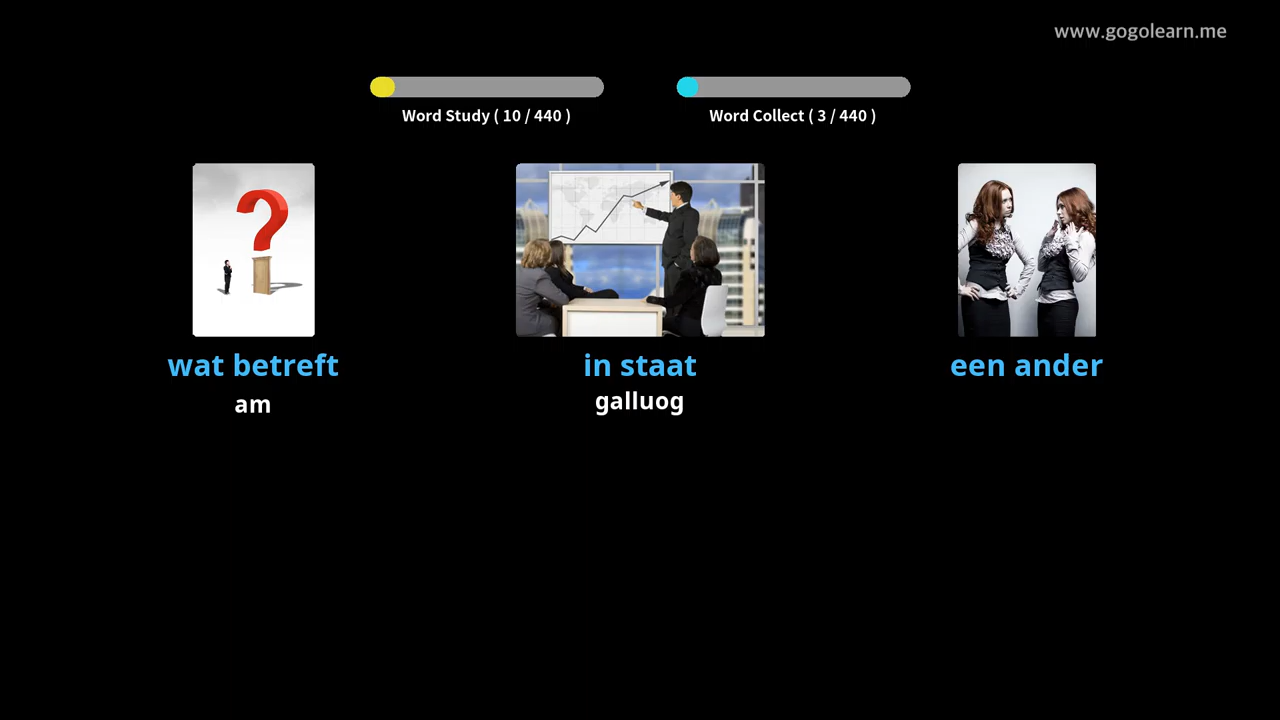 www.gogolearn.me
Word Study ( 10 / 440 )
Word Collect ( 3 / 440 )
wat betreft
am
in staat
galluog
een ander